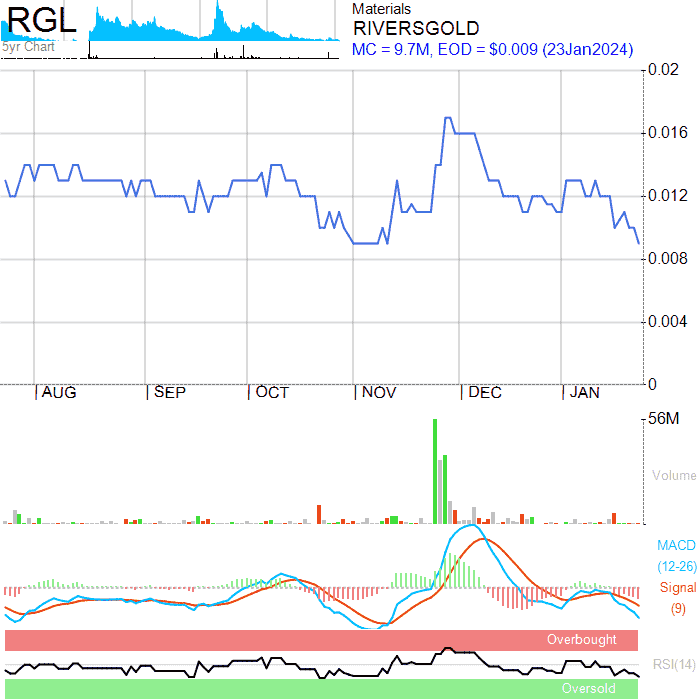 RGL
5yr Chart
Materials
RIVERSGOLD
MC = 9.7M, EOD = $0.009 (23Jan2024)
0.02
0.016
0.012
0.008
0.004
0
AUG SEP OCT NOV DEC JAN
56M
Volume
MACD
(12-26)
Signal
(9)
Overbought
RSI(14)
Oversold